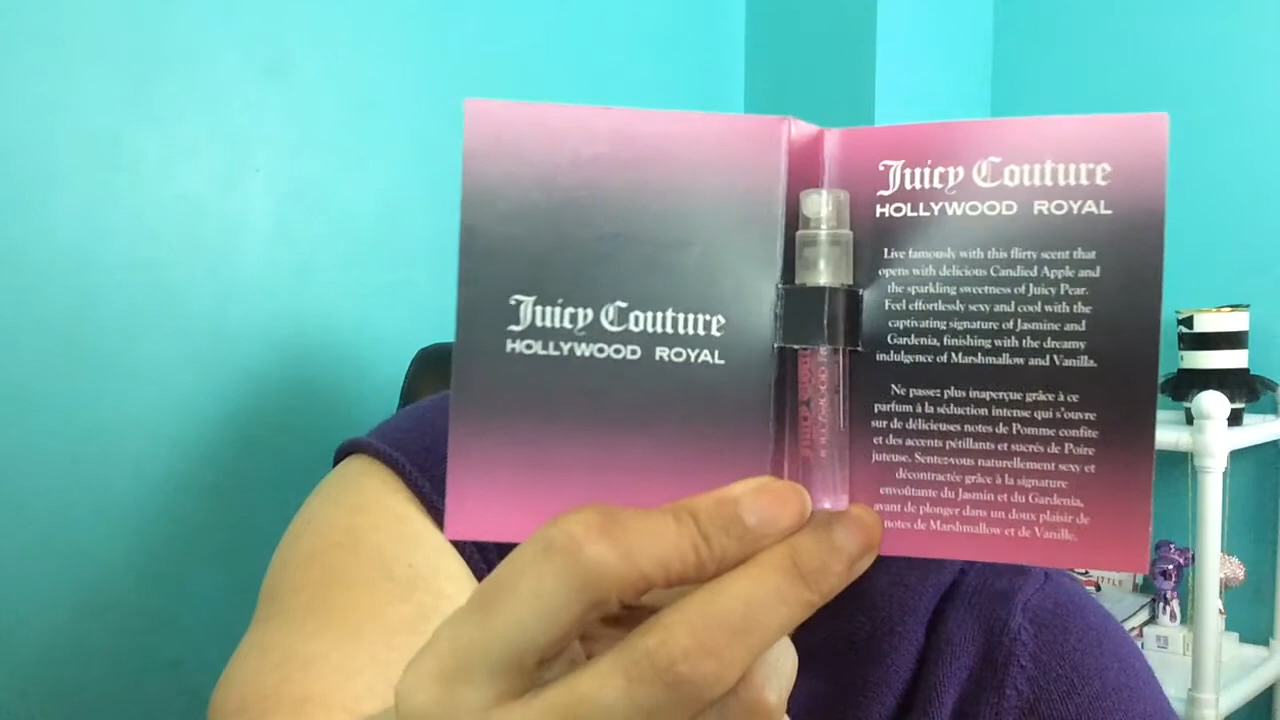 Juicy Couture
HOLLYWOOD ROYAL
Juicy Couture
HOLLYWOOD ROYAL
Live famously with this flirty scent that
opens with delicious Candied Apple and
the sparkling sweetness of Juicy Pear.
Feel effortlessly sexy and cool with the
captivating signature of Jasmine and
Gardenia, finishing with the dreamy
indulgence of Marshmallow and Vanilla.
Ne passez plus inaperçue grâce à ce
parfum à la séduction intense qui s'ouvre
sur de délicieuses notes de Pomme confite
et des accents pétillants et sucrés de Poire
juteuse. Sentez-vous naturellement sexy et
décontractée grâce à la signature
envoûtante du Jasmin et du Gardenia,
avant de plonger dans un doux plaisir de
notes de Marshmallow et de Vanille.